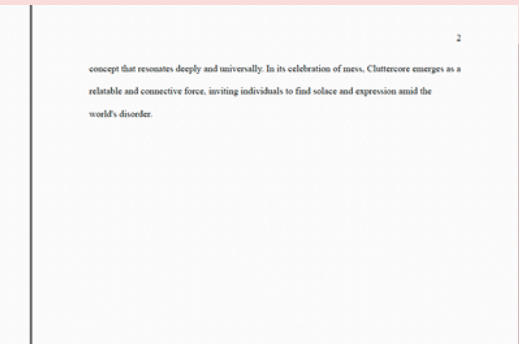 2
concept that resonates deeply and universally. In its celebration of mess, Cluttercore emerges as a
relatable and connective force, inviting individuals to find solace and expression amid the
world's disorder.